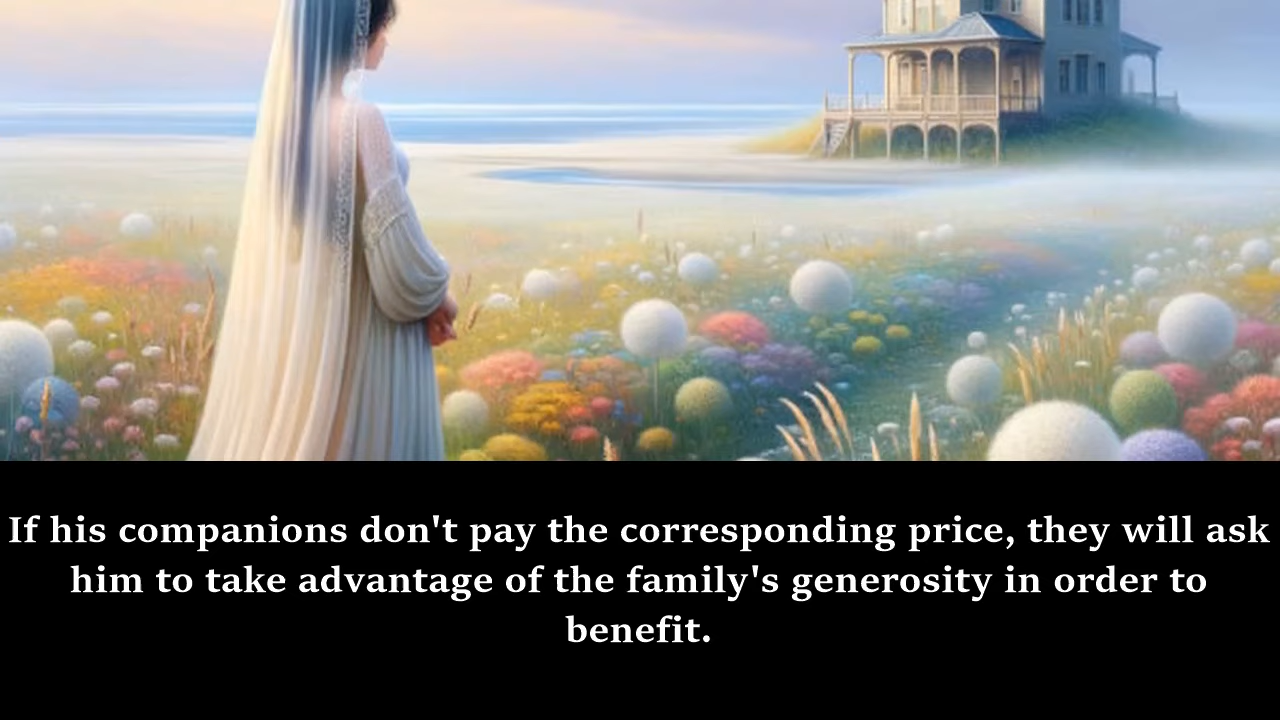 If his companions don't pay the corresponding price, they will ask
him to take advantage of the family's generosity in order to
benefit.